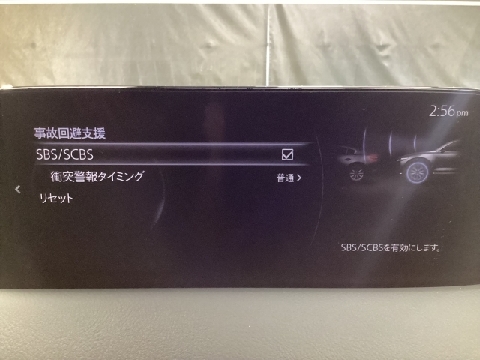 2:56 pm
事故回避支援
SBS/SCBS
衝突警報タイミング
普通 >
リセット
SBS/SCBSを有効にします。